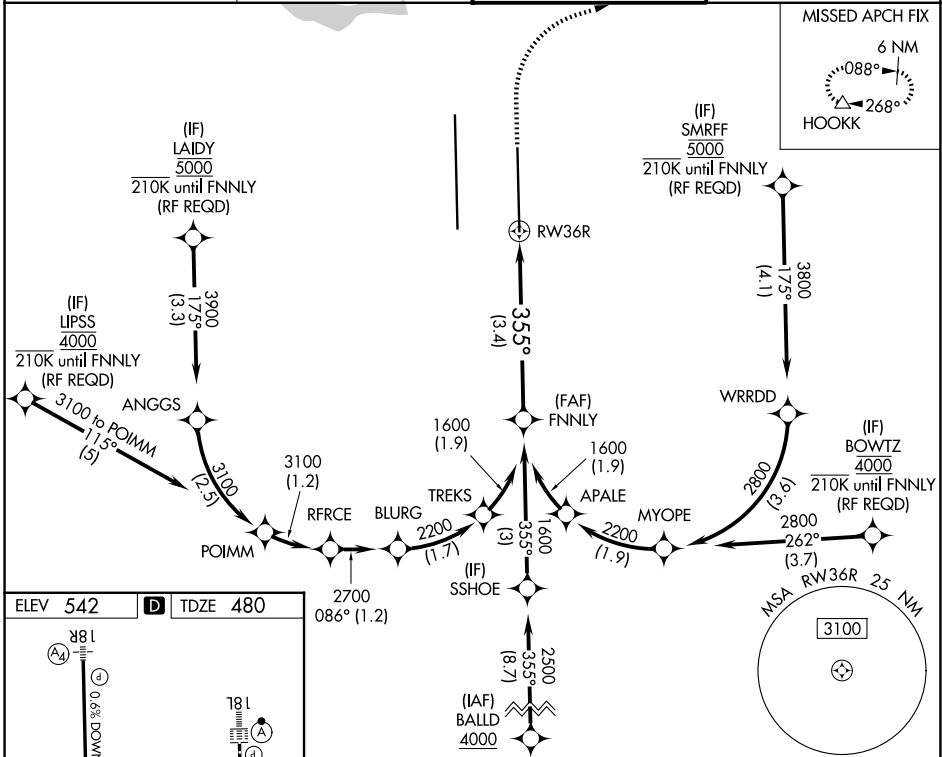 MISSED APCH FIX
6 NM
088°
268°
HOOKK
(IF)
LAIDY
5000
210K until FNNLY
(RF REQD)
(IF)
SMRFF
5000
210K until FNNLY
(RF REQD)
RW36R
3900
175°
(3.3)
3800
175°
(4.1)
355°
(3.4)
(IF)
LIPSS
4000
210K until FNNLY
(RF REQD)
3100 to POIMM
115°
(5)
ANGGS
3100
(2.5)
(FAF)
FNNLY
WRRDD
(IF)
BOWTZ
4000
210K until FNNLY
(RF REQD)
1600
(1.9)
1600
(1.9)
2800
(3.6)
3100
(1.2)
POIMM
RFRCE
BLURG
TREKS
APALE
MYOPE
2200
(1.7)
1600
355°
(3)
2200
(1.9)
2800
262°
(3.7)
2700
086° (1.2)
(IF)
SSHOE
2500
355°
(8.7)
(IAF)
BALLD
4000
MSA RW36R 25 NM
3100
ELEV 542
D
TDZE 480
18R
A4
P
0.6% DOWN
18L
A
P